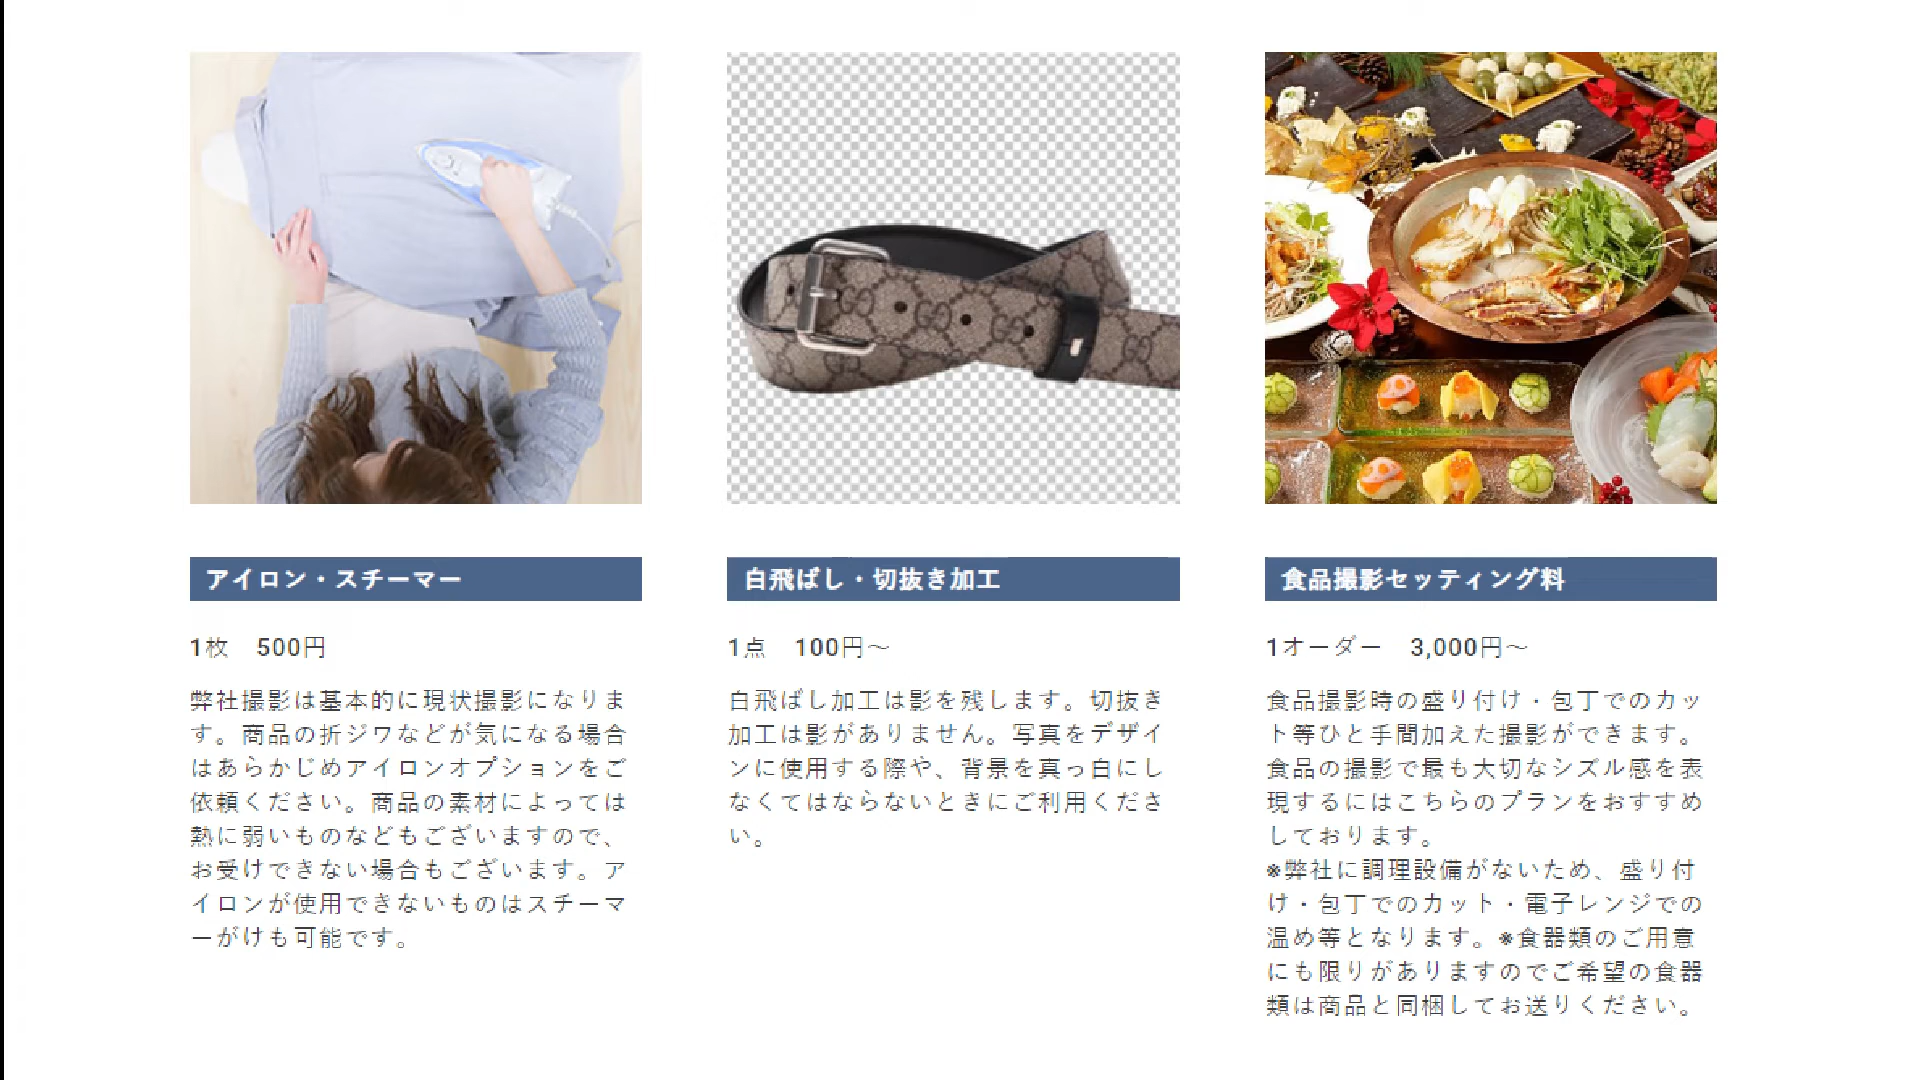 アイロン・スチーマー
1枚　500円
弊社撮影は基本的に現状撮影になりま
す。商品の折ジワなどが気になる場合
はあらかじめアイロンオプションをご
依頼ください。商品の素材によっては
熱に弱いものなどもございますので、
お受けできない場合もございます。ア
イロンが使用できないものはスチーマ
ーがけも可能です。
白飛ばし・切抜き加工
1点　100円～
白飛ばし加工は影を残します。切抜き
加工は影がありません。写真をデザイ
ンに使用する際や、背景を真っ白にし
なくてはならないときにご利用くださ
い。
食品撮影セッティング料
1オーダー　3,000円～
食品撮影時の盛り付け・包丁でのカッ
ト等ひと手間加えた撮影ができます。
食品の撮影で最も大切なシズル感を表
現するにはこちらのプランをおすすめ
しております。
※弊社に調理設備がないため、盛り付
け・包丁でのカット・電子レンジでの
温め等となります。※食器類のご用意
にも限りがありますのでご希望の食器
類は商品と同梱してお送りください。